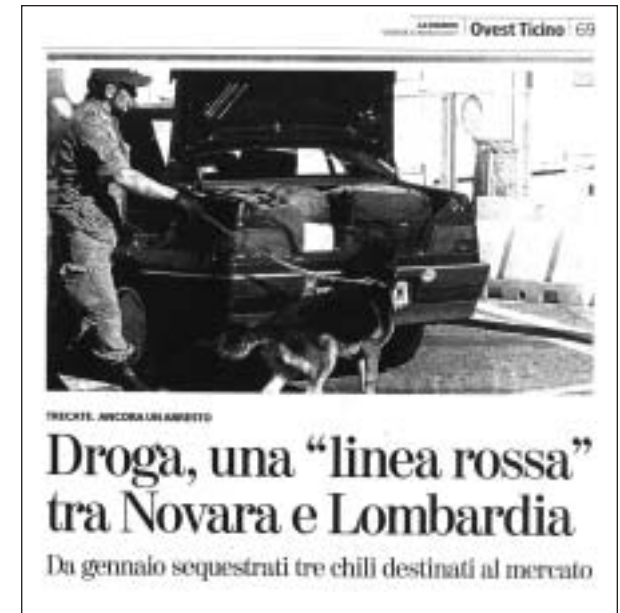 Ovest Ticino 69
TRECATE. ANCORA UN ARRESTO
Droga, una “linea rossa”
tra Novara e Lombardia
Da gennaio sequestrati tre chili destinati al mercato